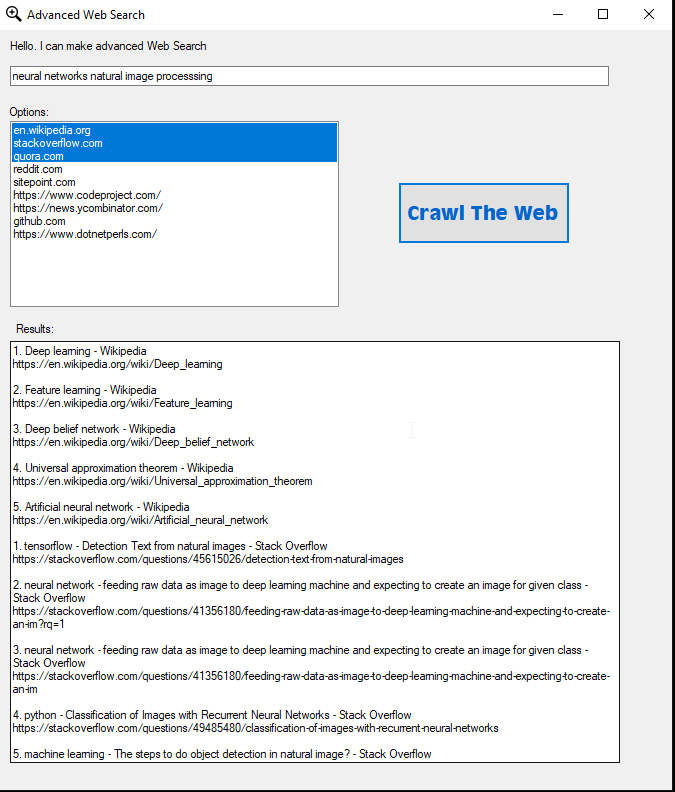 Advanced Web Search
Hello. I can make advanced Web Search
neural networks natural image processsing
Options:
en.wikipedia.org
stackoverflow.com
quora.com
reddit.com
sitepoint.com
https://www.codeproject.com/
https://news.ycombinator.com/
github.com
https://www.dotnetperls.com/
Crawl The Web
Results:
1. Deep learning - Wikipedia
https://en.wikipedia.org/wiki/Deep_learning
2. Feature learning - Wikipedia
https://en.wikipedia.org/wiki/Feature_learning
3. Deep belief network - Wikipedia
https://en.wikipedia.org/wiki/Deep_belief_network
4. Universal approximation theorem - Wikipedia
https://en.wikipedia.org/wiki/Universal_approximation_theorem
5. Artificial neural network - Wikipedia
https://en.wikipedia.org/wiki/Artificial_neural_network
1. tensorflow - Detection Text from natural images - Stack Overflow
https://stackoverflow.com/questions/45615026/detection-text-from-natural-images
2. neural network - feeding raw data as image to deep learning machine and expecting to create an image for given class -
Stack Overflow
https://stackoverflow.com/questions/41356180/feeding-raw-data-as-image-to-deep-learning-machine-and-expecting-to-create-
an-im?rq=1
3. neural network - feeding raw data as image to deep learning machine and expecting to create an image for given class -
Stack Overflow
https://stackoverflow.com/questions/41356180/feeding-raw-data-as-image-to-deep-learning-machine-and-expecting-to-create-
an-im
4. python - Classification of Images with Recurrent Neural Networks - Stack Overflow
https://stackoverflow.com/questions/49485480/classification-of-images-with-recurrent-neural-networks
5. machine learning - The steps to do object detection in natural image? - Stack Overflow